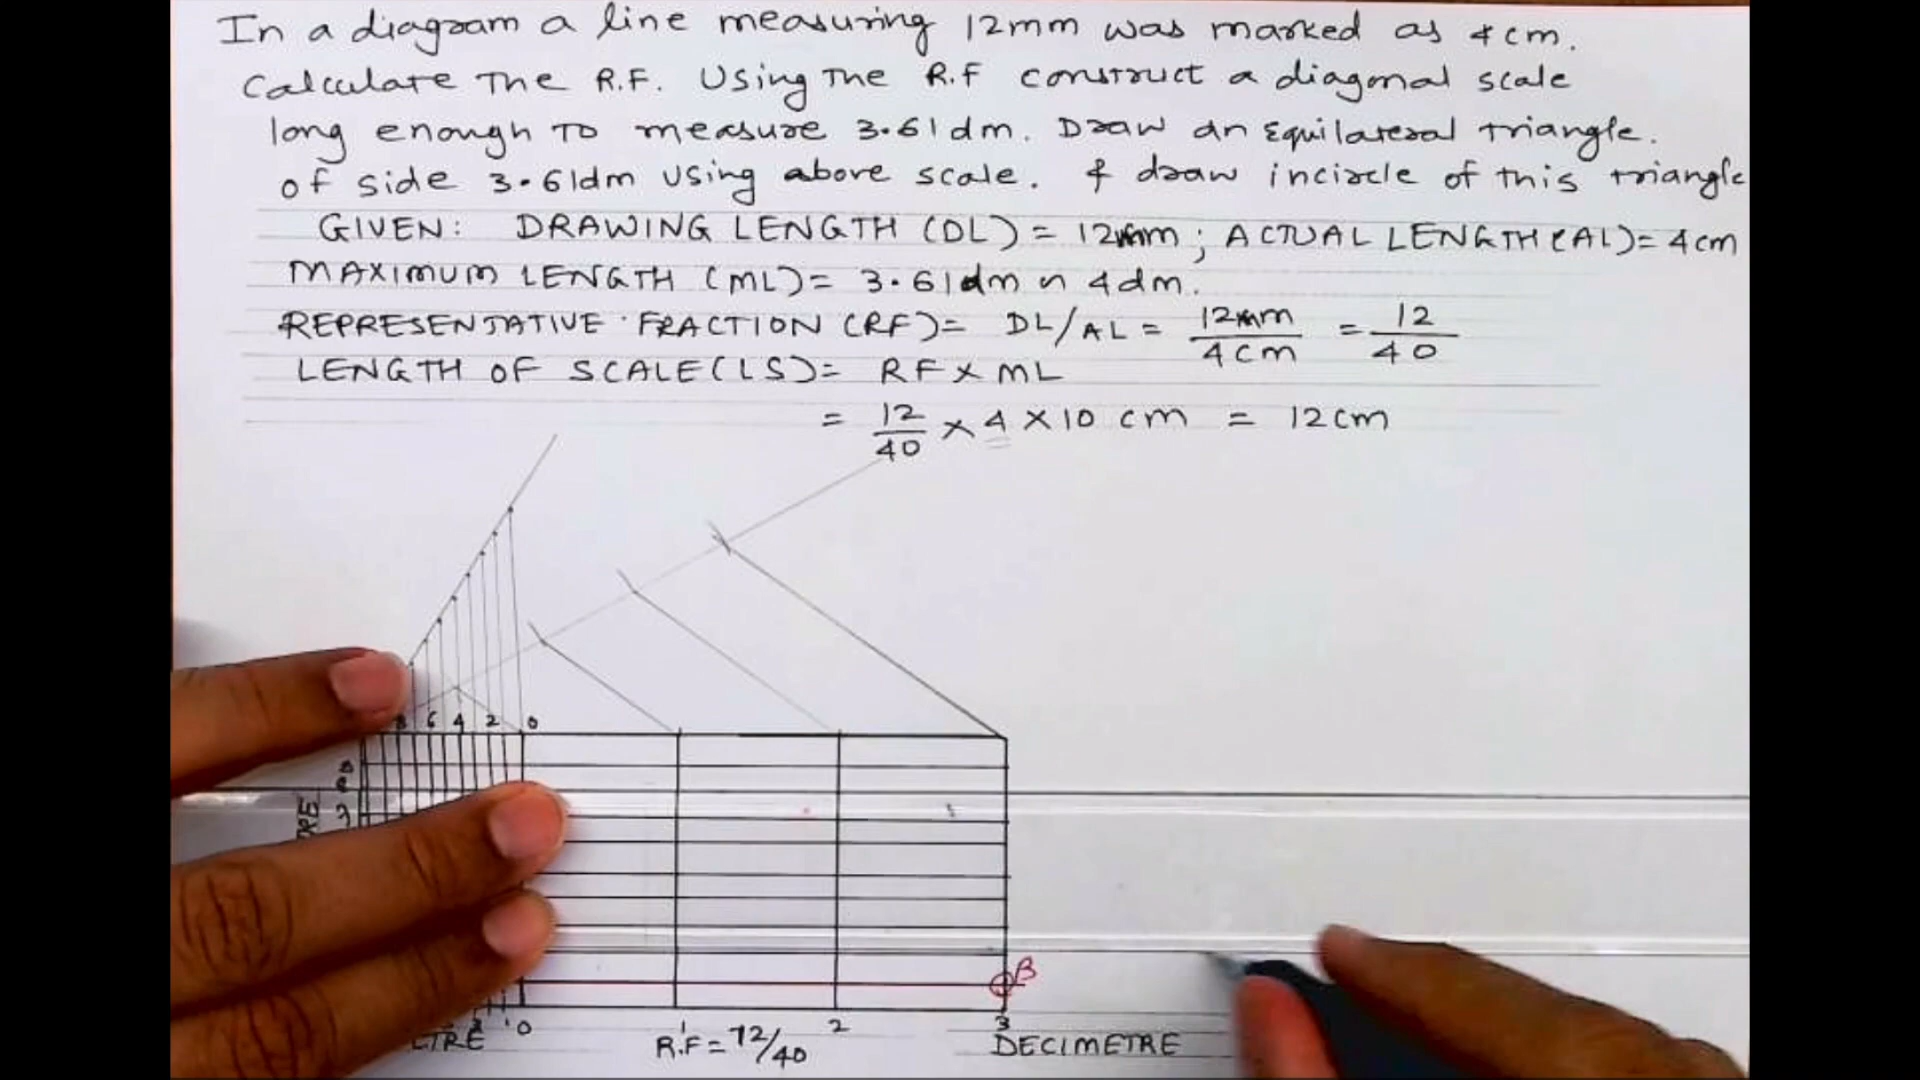 In a diagram a line measuring 12mm was marked as 4cm.
Calculate The R.F. Using The R.F construct a diagonal scale
long enough To measure 3.61dm. Draw an Equilateral triangle.
of side 3.61dm using above scale. & draw incircle of this triangle
GIVEN: DRAWING LENGTH (DL) = 12mm ; ACTUAL LENGTH (AL) = 4cm
MAXIMUM LENGTH (ML) = 3.61dm ∩ 4dm.
REPRESENTATIVE FRACTION (RF) = DL/AL = 12mm/4cm = 12/40
LENGTH OF SCALE (LS) = RF X ML
= 12/40 X 4 X 10 cm = 12cm
8 6 4 2 0
7
B
2 0 1 2 3
R.F = 12/40
DECIMETRE